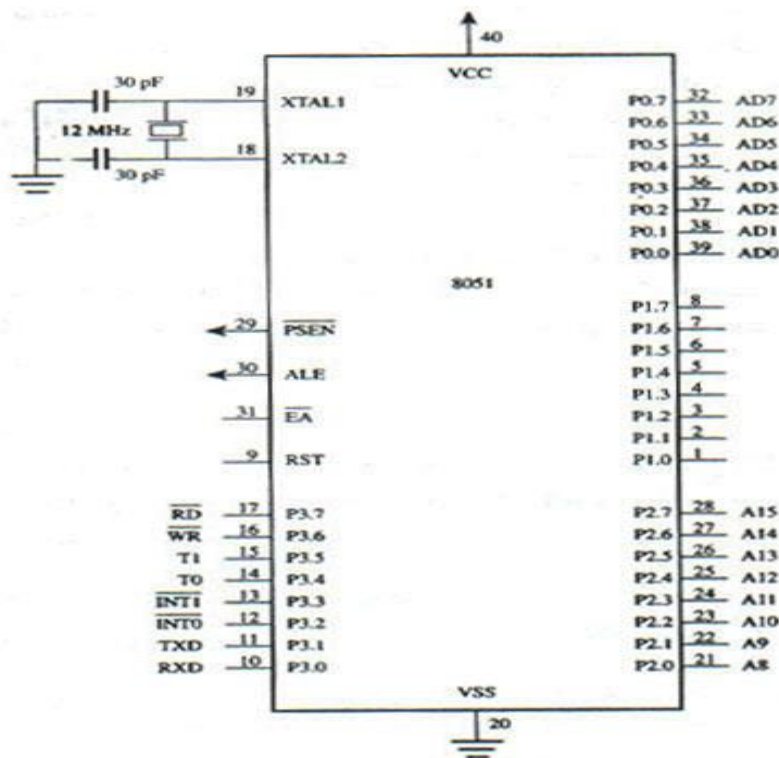 40
VCC
30 pF
19 XTAL1
12 MHz
18 XTAL2
30 pF
P0.7 32 AD7
P0.6 33 AD6
P0.5 34 AD5
P0.4 35 AD4
P0.3 36 AD3
P0.2 37 AD2
P0.1 38 AD1
P0.0 39 AD0
8051
29 PSEN
30 ALE
31 EA
9 RST
P1.7 8
P1.6 7
P1.5 6
P1.4 5
P1.3 4
P1.2 3
P1.1 2
P1.0 1
RD 17 P3.7
WR 16 P3.6
T1 15 P3.5
T0 14 P3.4
INT1 13 P3.3
INT0 12 P3.2
TXD 11 P3.1
RXD 10 P3.0
P2.7 28 A15
P2.6 27 A14
P2.5 26 A13
P2.4 25 A12
P2.3 24 A11
P2.2 23 A10
P2.1 22 A9
P2.0 21 A8
VSS
20